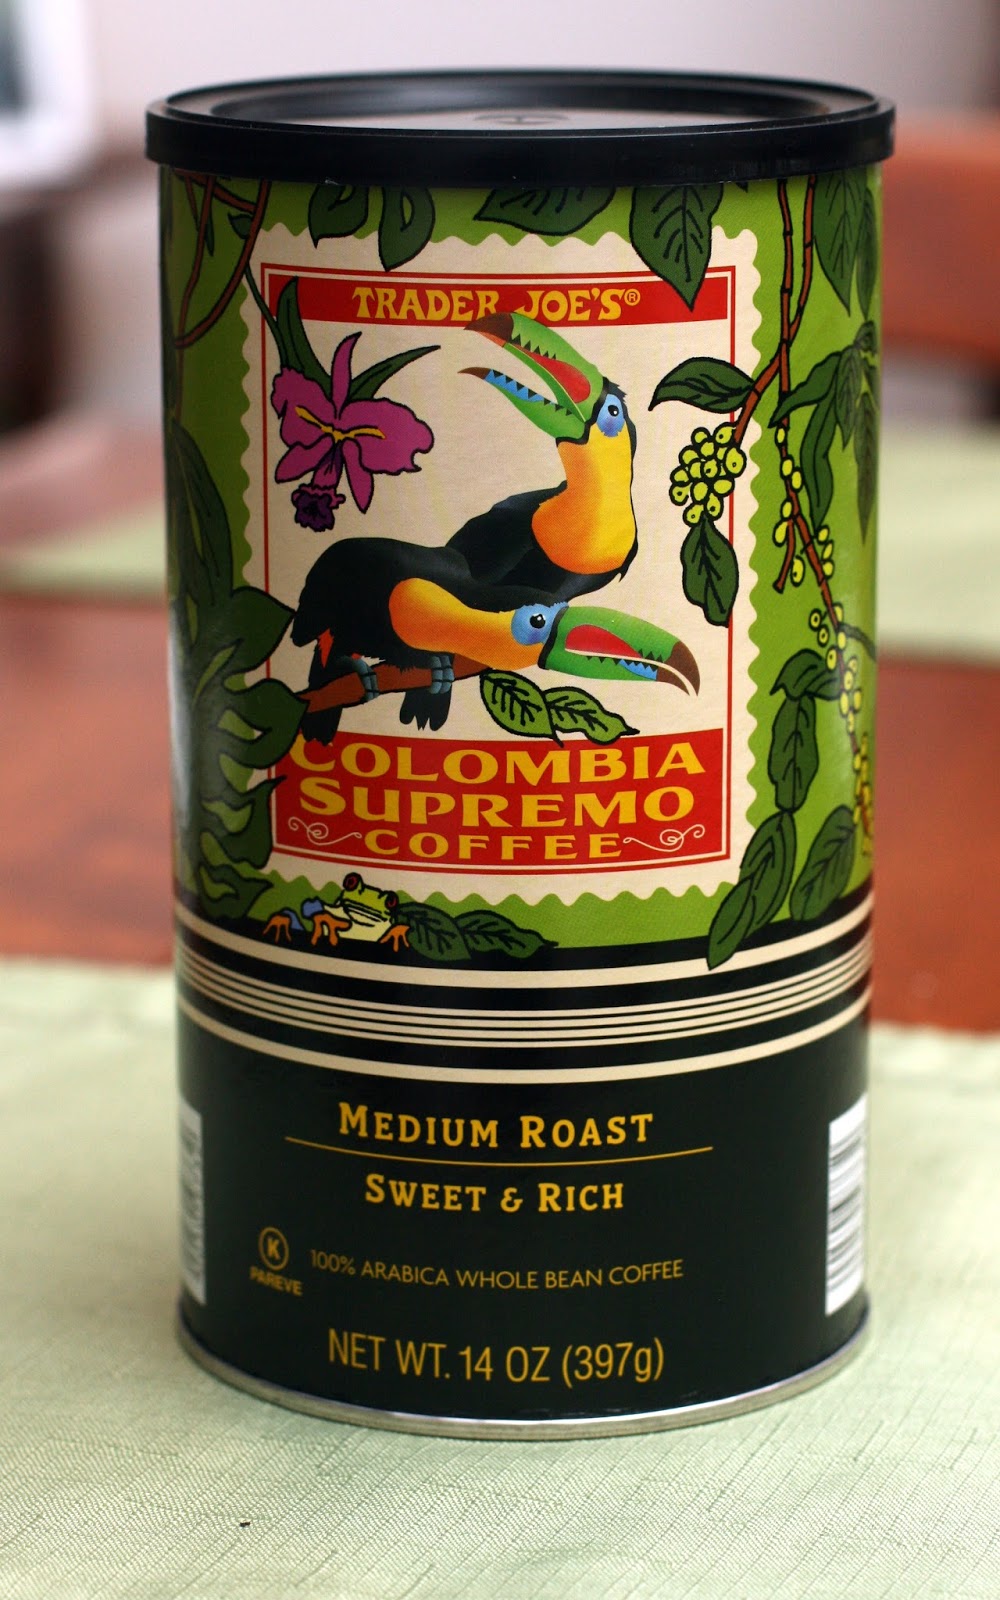 TRADER JOE'S®
COLOMBIA
SUPREMO
COFFEE
MEDIUM ROAST
SWEET & RICH
K
PAREVE
100% ARABICA WHOLE BEAN COFFEE
NET WT. 14 OZ (397g)